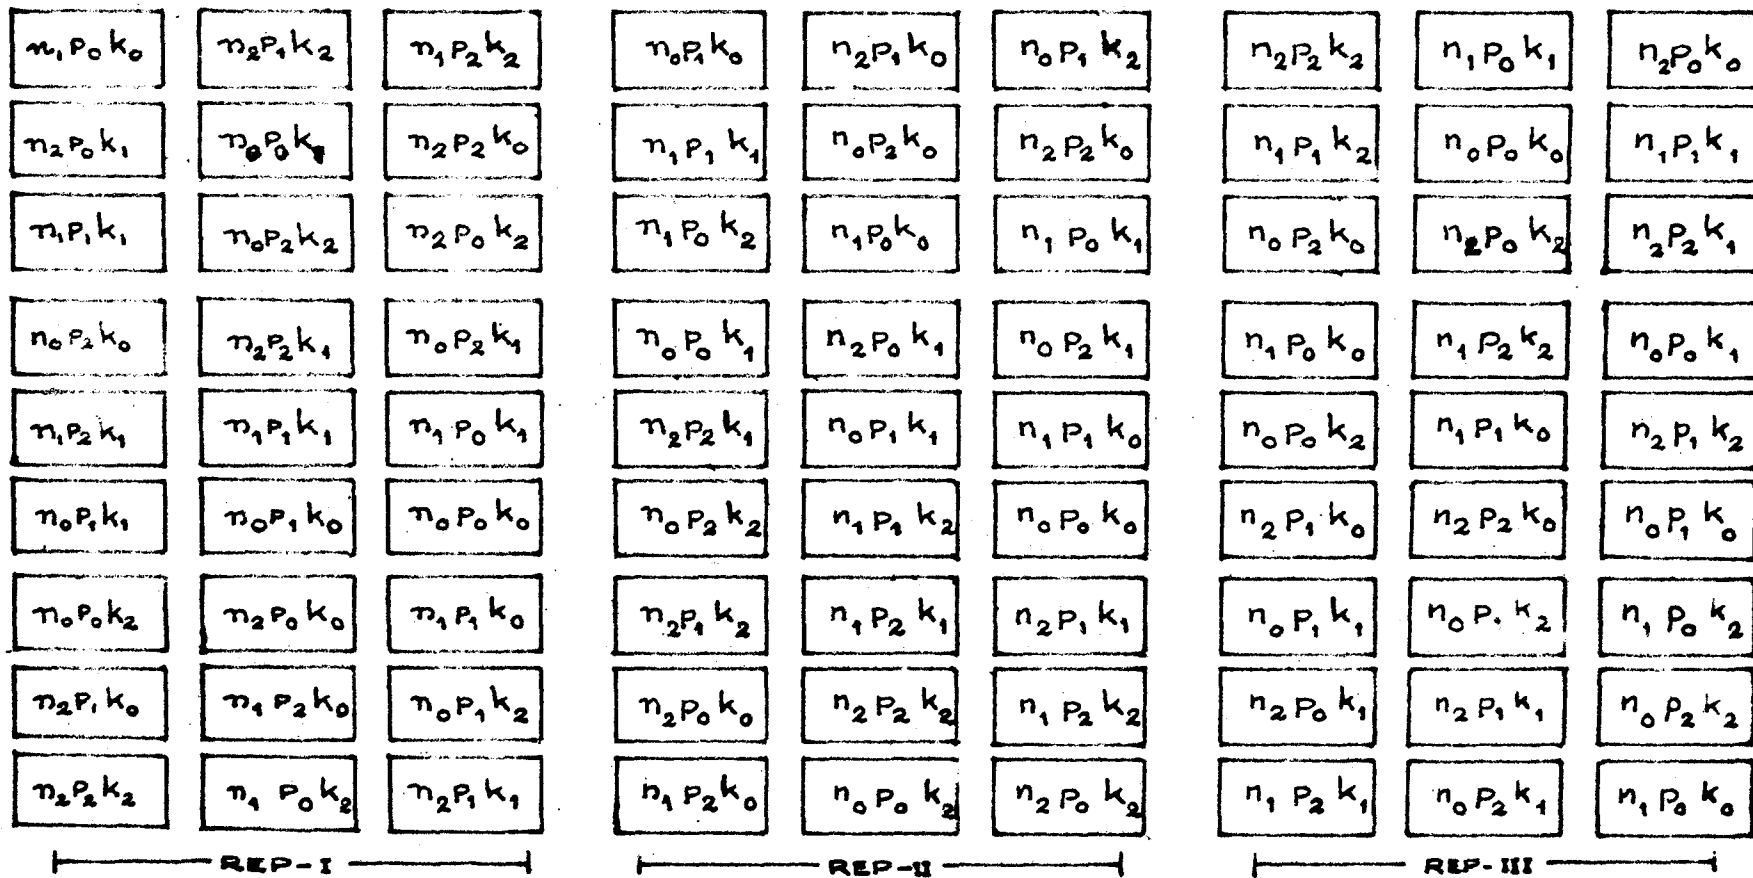 n₁p₀k₀ n₂p₁k₂ n₁p₂k₂ n₀p₁k₀ n₂p₁k₀ n₀p₁k₂ n₂p₂k₂ n₁p₀k₁ n₂p₀k₀
n₂p₀k₁ n₂p₂k₀ n₁p₁k₁ n₀p₂k₀ n₂p₂k₀ n₁p₁k₂ n₀p₀k₀ n₁p₁k₁
n₁p₁k₁ n₀p₂k₂ n₂p₀k₂ n₁p₀k₂ n₁p₀k₀ n₁p₀k₁ n₀p₂k₀ n₂p₀k₂ n₂p₂k₁
n₀p₂k₀ n₂p₂k₁ n₀p₂k₁ n₀p₀k₁ n₂p₀k₁ n₀p₂k₁ n₁p₀k₀ n₁p₂k₂ n₀p₀k₁
n₁p₂k₁ n₁p₁k₁ n₁p₀k₁ n₂p₂k₁ n₀p₁k₁ n₁p₁k₀ n₀p₀k₂ n₁p₁k₀ n₂p₁k₂
n₀p₁k₁ n₀p₁k₀ n₀p₀k₀ n₀p₂k₂ n₁p₁k₂ n₀p₀k₀ n₂p₁k₀ n₂p₂k₀ n₀p₁k₀
n₀p₀k₂ n₂p₀k₀ n₁p₁k₀ n₂p₁k₂ n₁p₂k₁ n₂p₁k₁ n₀p₁k₁ n₀p₁k₂ n₁p₀k₂
n₂p₁k₀ n₁p₂k₀ n₀p₁k₂ n₂p₀k₀ n₂p₂k₂ n₁p₂k₂ n₂p₀k₁ n₂p₁k₁ n₀p₂k₂
n₂p₂k₂ n₁p₀k₂ n₂p₁k₁ n₁p₂k₀ n₀p₀k₂ n₂p₀k₂ n₁p₂k₁ n₀p₂k₁ n₁p₀k₀
REP-I REP-II REP-III